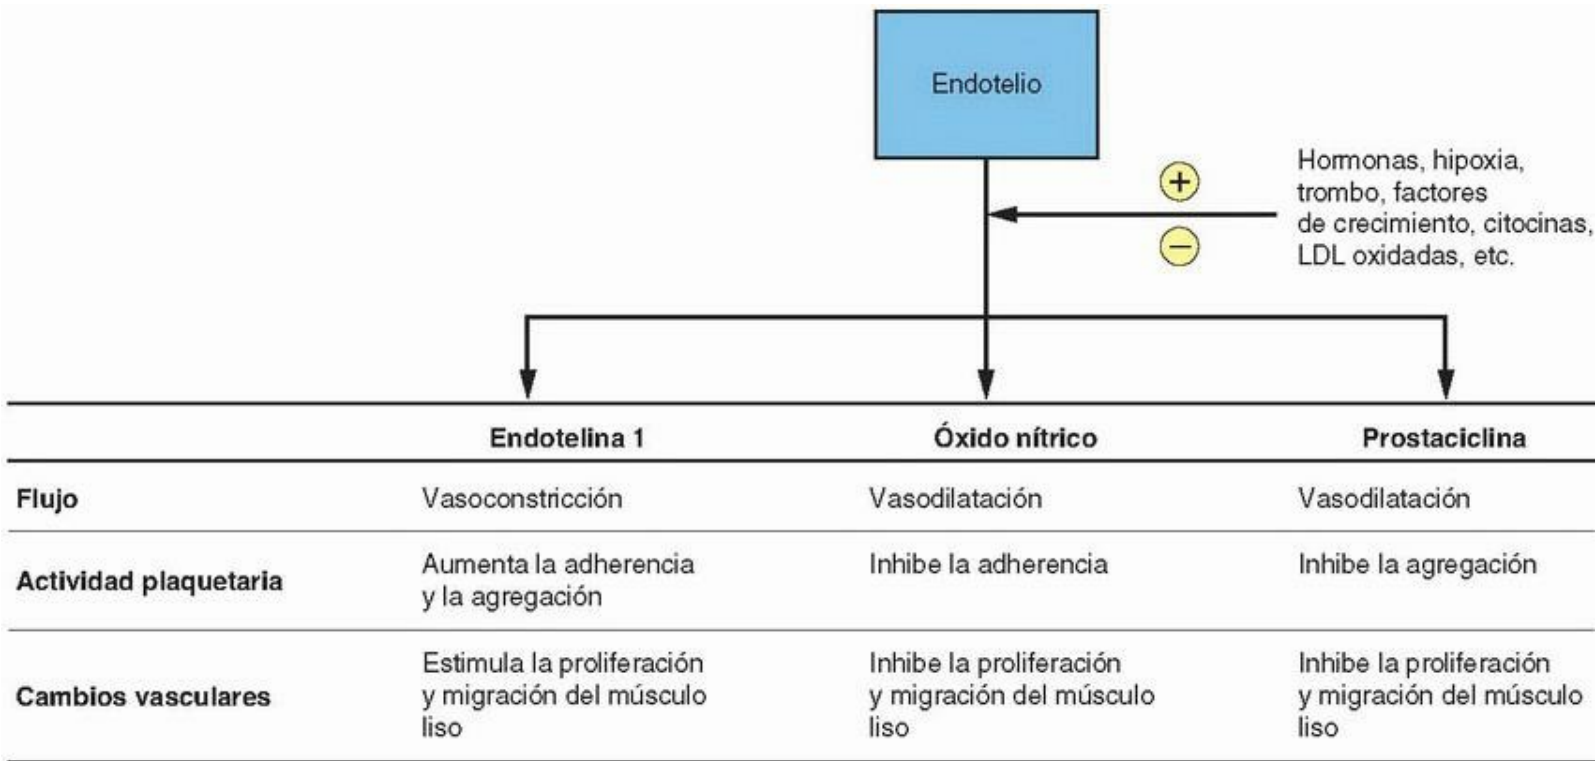 Endotelio
+
Hormonas, hipoxia,
trombo, factores
de crecimiento, citocinas,
−
LDL oxidadas, etc.
Endotelina 1
Óxido nítrico
Prostaciclina
Flujo
Vasoconstricción
Vasodilatación
Vasodilatación
Actividad plaquetaria
Aumenta la adherencia
y la agregación
Inhibe la adherencia
Inhibe la agregación
Cambios vasculares
Estimula la proliferación
y migración del músculo
liso
Inhibe la proliferación
y migración del músculo
liso
Inhibe la proliferación
y migración del músculo
liso